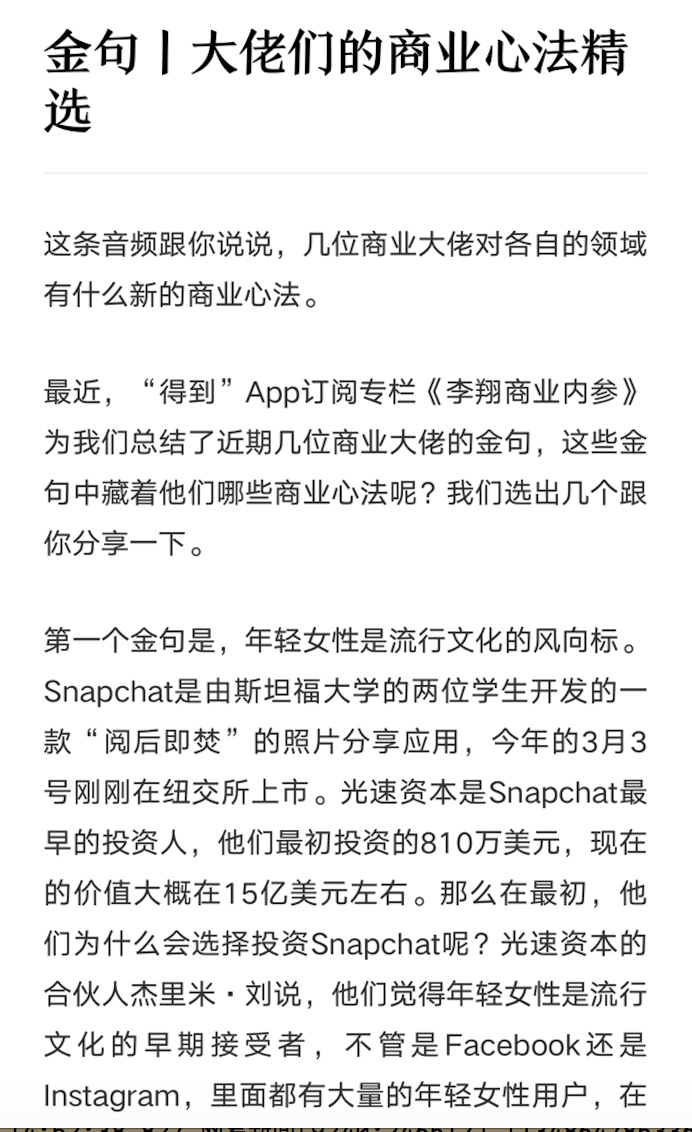 金句丨大佬们的商业心法精
选
这条音频跟你说说，几位商业大佬对各自的领域
有什么新的商业心法。
最近，“得到”App订阅专栏《李翔商业内参》
为我们总结了近期几位商业大佬的金句，这些金
句中藏着他们哪些商业心法呢？我们选出几个跟
你分享一下。
第一个金句是，年轻女性是流行文化的风向标。
Snapchat是由斯坦福大学的两位学生开发的一
款“阅后即焚”的照片分享应用，今年的3月3
号刚刚在纽交所上市。光速资本是Snapchat最
早的投资人，他们最初投资的810万美元，现在
的价值大概在15亿美元左右。那么在最初，他
们为什么会选择投资Snapchat呢？光速资本的
合伙人杰里米·刘说，他们觉得年轻女性是流行
文化的早期接受者，不管是Facebook还是
Instagram，里面都有大量的年轻女性用户，在